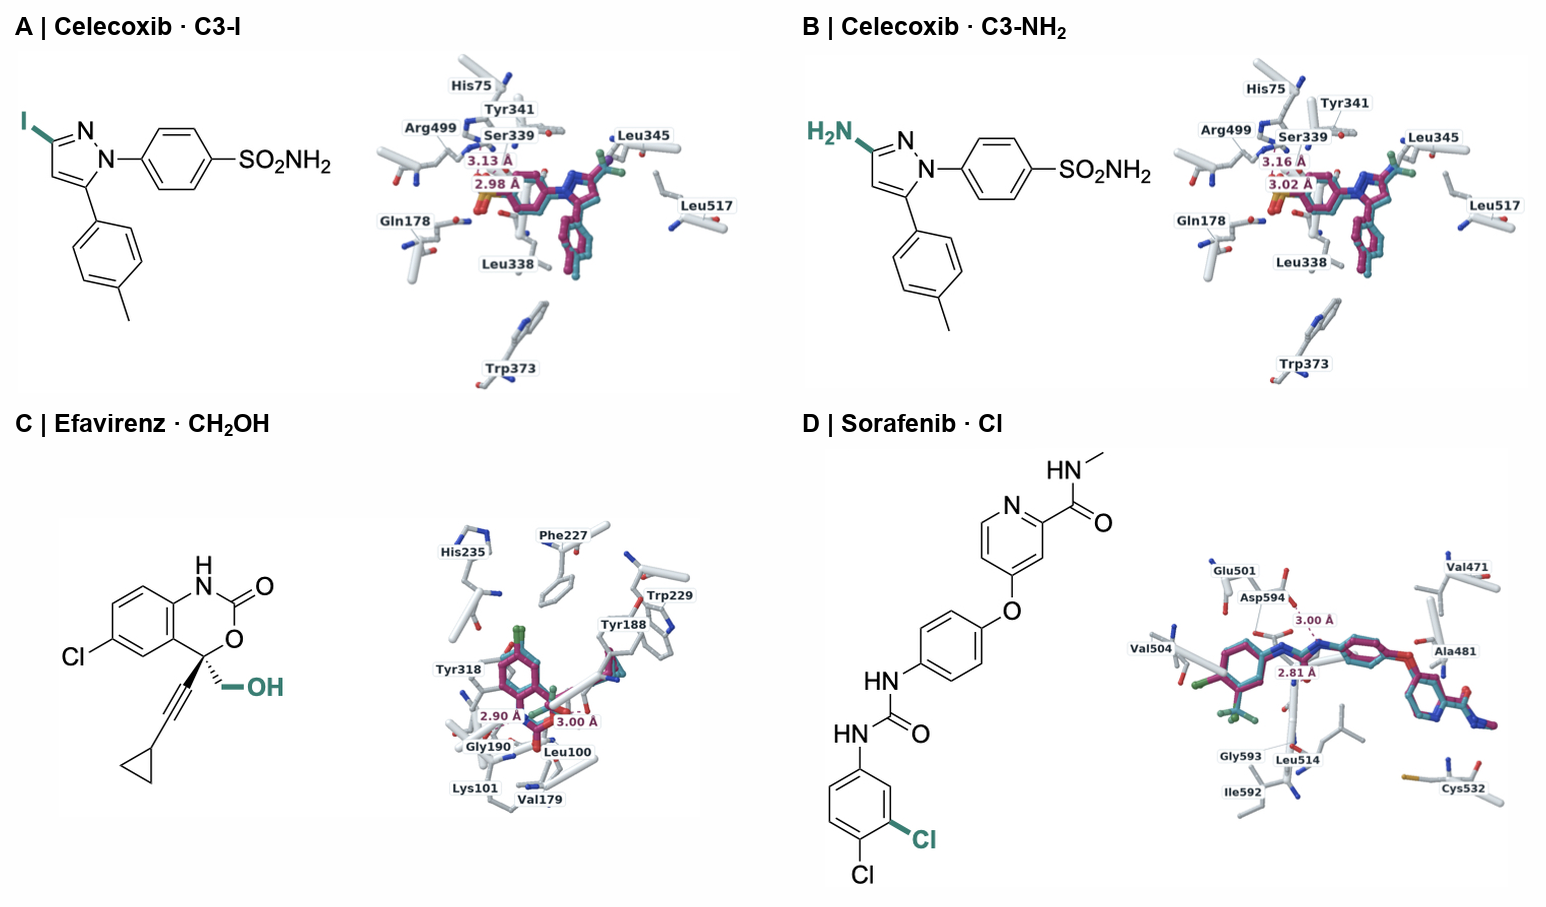 A | Celecoxib · C3-I
B | Celecoxib · C3-NH₂
I
N
N
SO₂NH₂
His75
Tyr341
Arg499
Ser339
Leu345
3.13 Å
2.98 Å
Leu517
Gln178
Leu338
Trp373
H₂N
N
N
SO₂NH₂
His75
Tyr341
Arg499
Ser339
Leu345
3.16 Å
3.02 Å
Leu517
Gln178
Leu338
Trp373
C | Efavirenz · CH₂OH
D | Sorafenib · Cl
H
N
O
O
Cl
OH
His235
Phe227
Trp229
Tyr188
Tyr318
2.90 Å
3.00 Å
Gly190
Leu100
Lys101
Val179
HN
N
O
O
HN
HN
O
Cl
Cl
Glu501
Val471
Asp594
3.00 Å
Val504
Ala481
2.81 Å
Gly593
Leu514
Ile592
Cys532